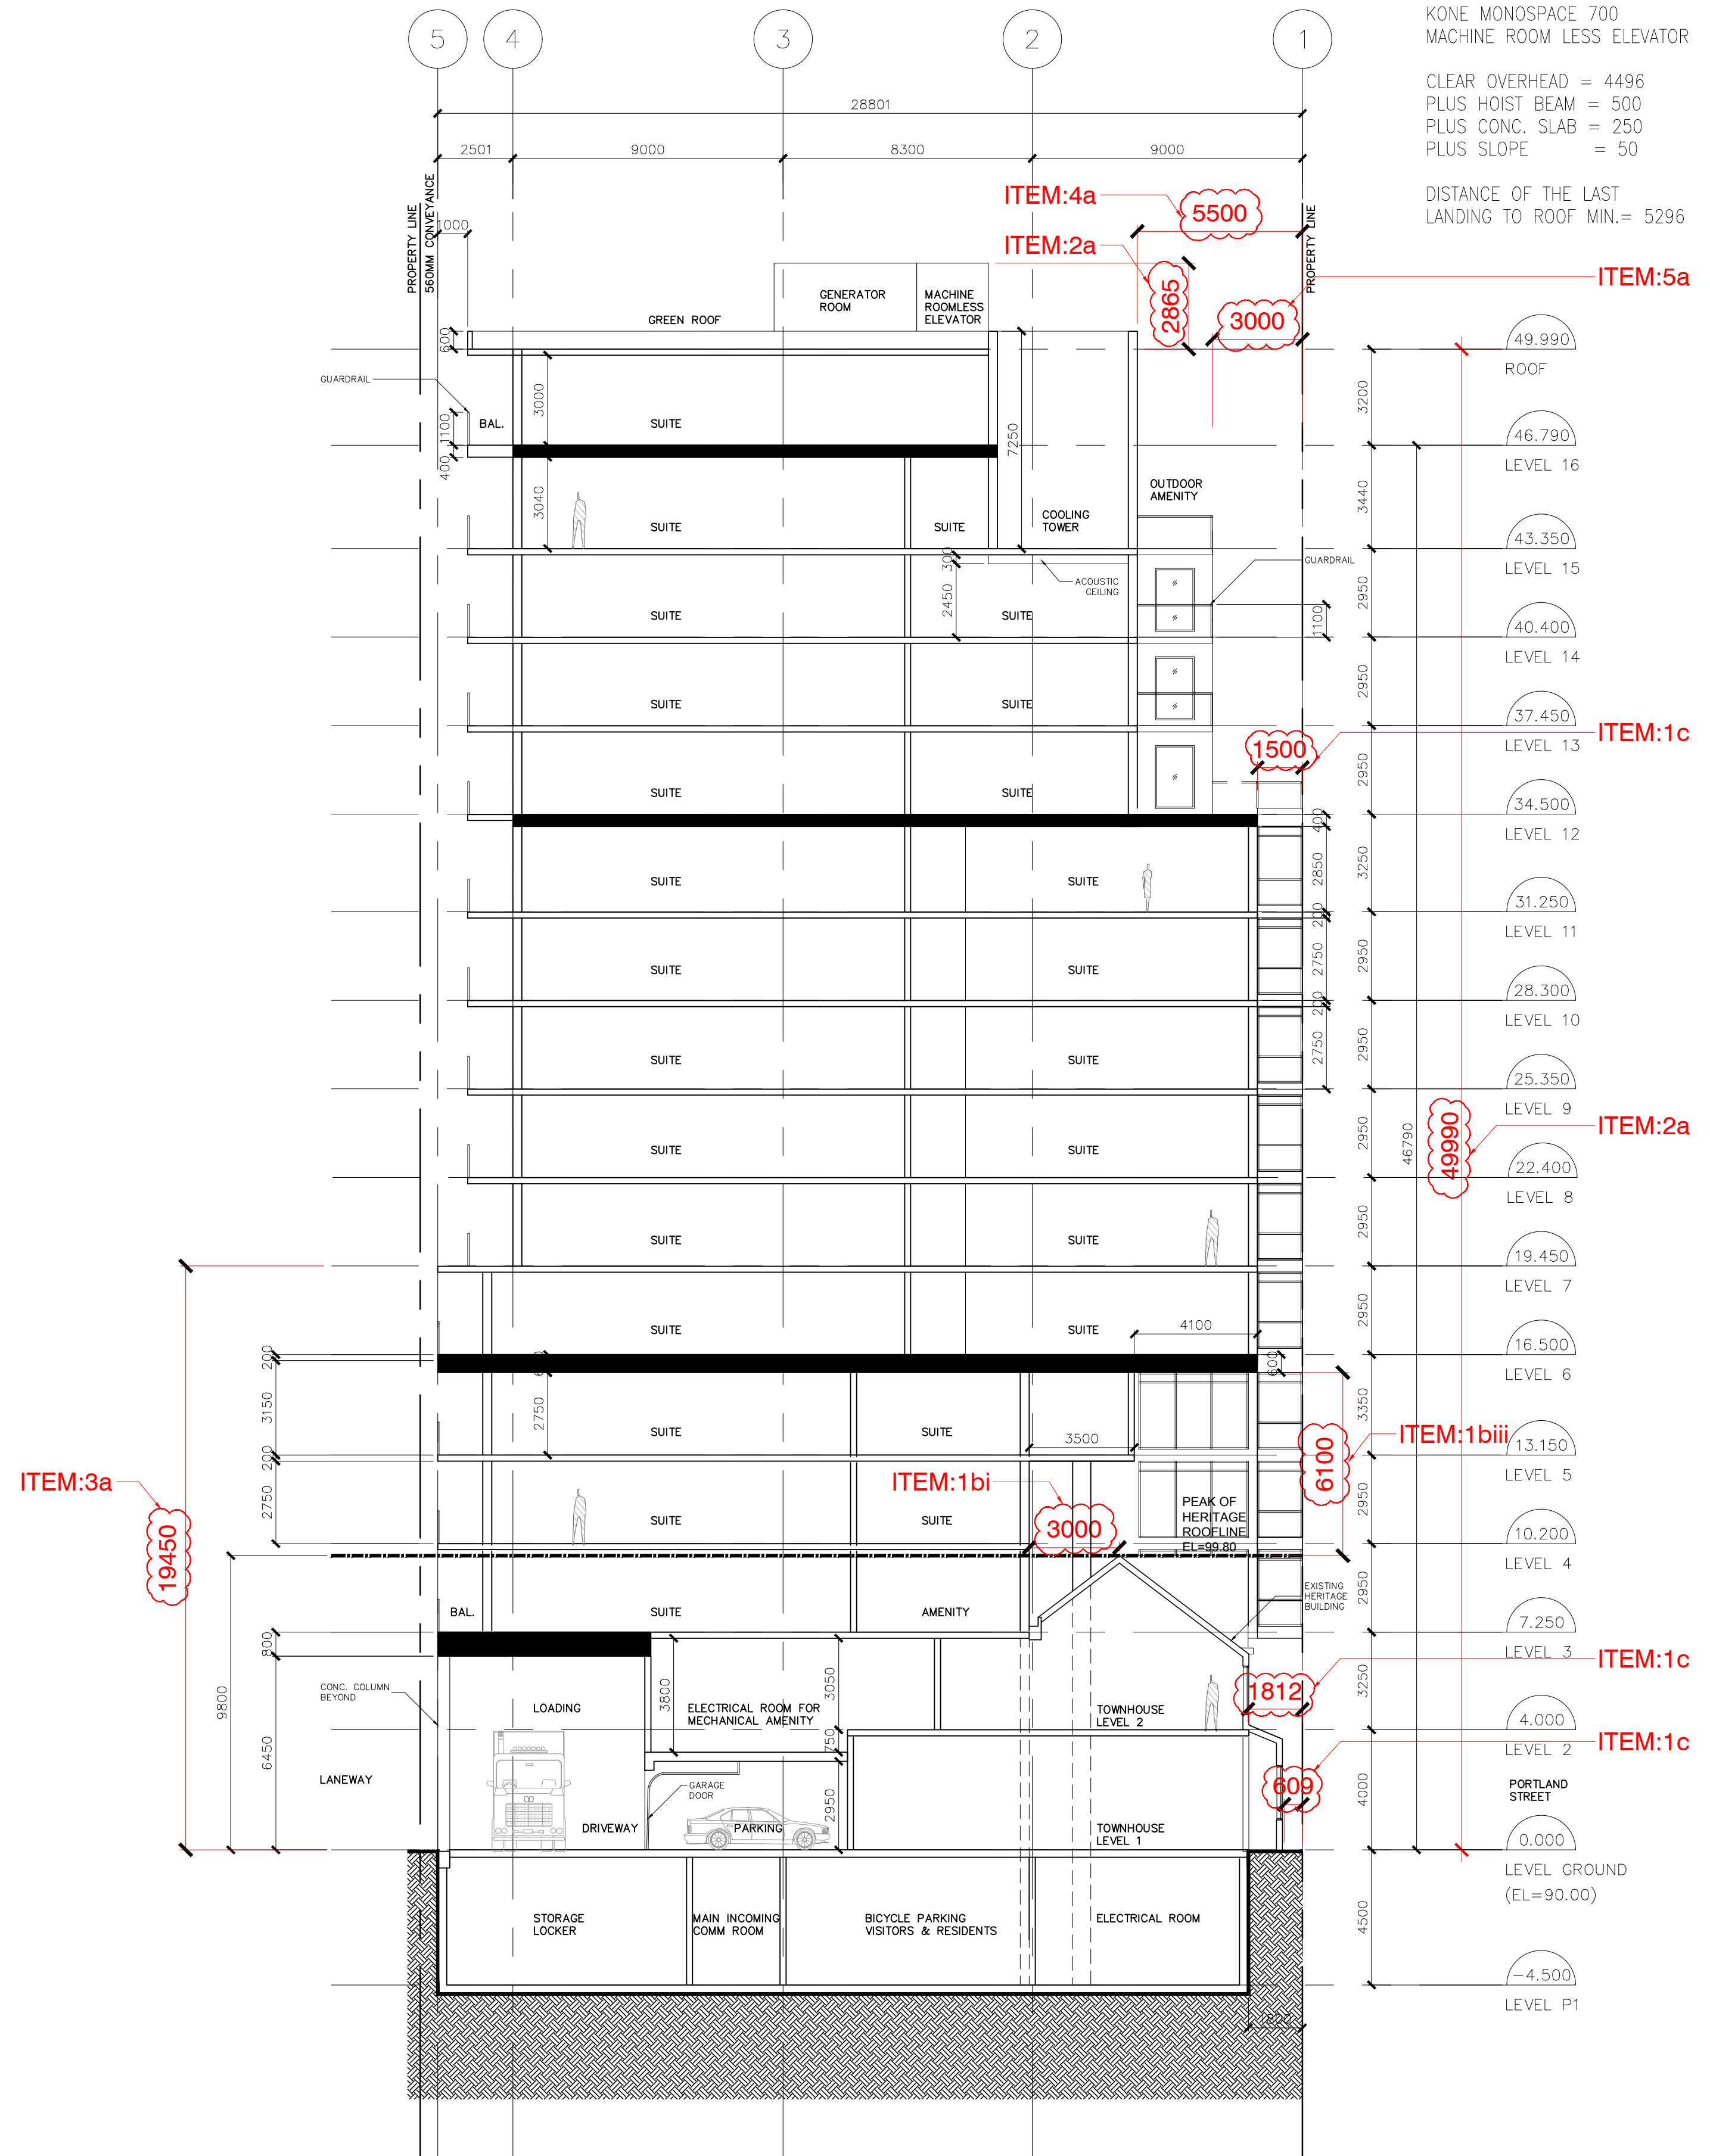 5 4 3 2 1
KONE MONOSPACE 700
MACHINE ROOM LESS ELEVATOR
CLEAR OVERHEAD = 4496
PLUS HOIST BEAM = 500
PLUS CONC. SLAB = 250
PLUS SLOPE = 50
DISTANCE OF THE LAST
LANDING TO ROOF MIN.= 5296
28801
2501 9000 8300 9000
PROPERTY LINE
560MM CONVEYANCE
1000
ITEM:4a
5500
ITEM:2a
2865
3000
PROPERTY LINE
ITEM:5a
GENERATOR
ROOM
MACHINE
ROOMLESS
ELEVATOR
GREEN ROOF
600
49.990
ROOF
GUARDRAIL
1100
BAL.
3000
SUITE
7250
3200
46.790
LEVEL 16
400
3040
SUITE
SUITE
COOLING
TOWER
OUTDOOR
AMENITY
3440
43.350
LEVEL 15
300
2450
ACOUSTIC
CEILING
GUARDRAIL
SUITE
SUITE
1100
2950
40.400
LEVEL 14
SUITE
SUITE
2950
37.450
LEVEL 13
ITEM:1c
1500
SUITE
SUITE
2950
34.500
LEVEL 12
400
2850
SUITE
SUITE
3250
31.250
LEVEL 11
200
2750
SUITE
SUITE
2950
28.300
LEVEL 10
200
2750
SUITE
SUITE
2950
25.350
LEVEL 9
46790
49990
ITEM:2a
SUITE
SUITE
2950
22.400
LEVEL 8
SUITE
SUITE
2950
19.450
LEVEL 7
SUITE
SUITE
4100
2950
16.500
LEVEL 6
200
600
3150
2750
SUITE
SUITE
3500
3350
6100
ITEM:1biii
13.150
LEVEL 5
ITEM:3a
19450
200
2750
SUITE
SUITE
ITEM:1bi
3000
PEAK OF
HERITAGE
ROOFLINE
EL=99.80
2950
10.200
LEVEL 4
BAL.
SUITE
AMENITY
EXISTING
HERITAGE
BUILDING
2950
7.250
LEVEL 3
800
9800
6450
CONC. COLUMN
BEYOND
LOADING
3800
ELECTRICAL ROOM FOR
MECHANICAL AMENITY
3050
750
TOWNHOUSE
LEVEL 2
1812
ITEM:1c
3250
4.000
LEVEL 2
ITEM:1c
609
LANEWAY
GARAGE
DOOR
DRIVEWAY
PARKING
2950
TOWNHOUSE
LEVEL 1
4000
PORTLAND
STREET
0.000
LEVEL GROUND
(EL=90.00)
STORAGE
LOCKER
MAIN INCOMING
COMM ROOM
BICYCLE PARKING
VISITORS & RESIDENTS
ELECTRICAL ROOM
4500
-4.500
LEVEL P1
1800